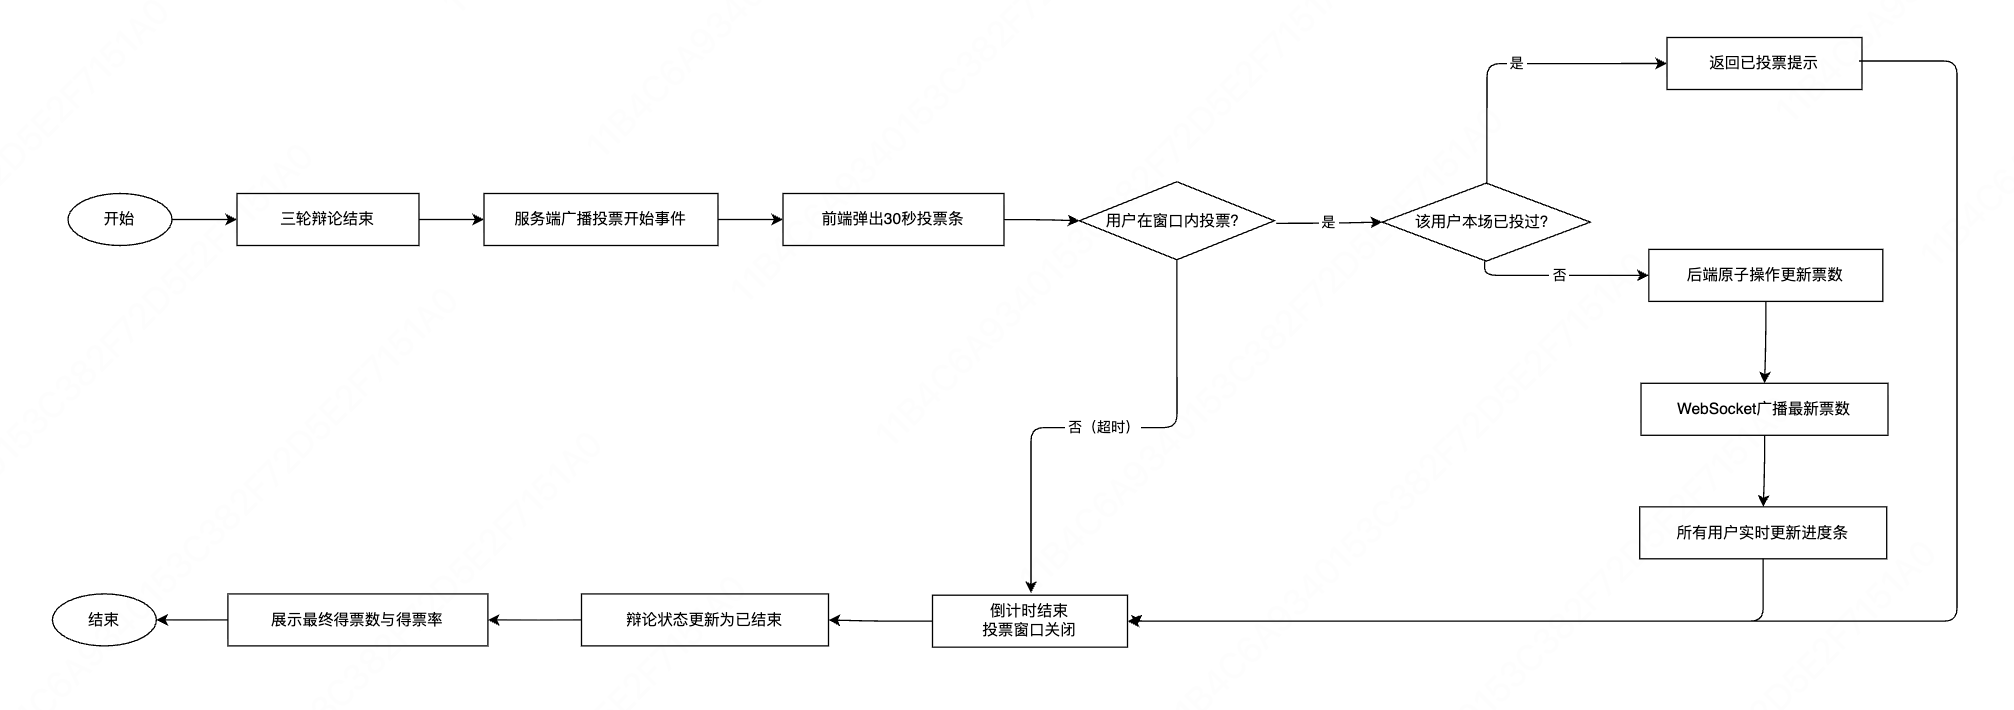 开始
三轮辩论结束
服务端广播投票开始事件
前端弹出30秒投票条
用户在窗口内投票?
是
该用户本场已投过?
是
返回已投票提示
否
后端原子操作更新票数
WebSocket广播最新票数
所有用户实时更新进度条
否（超时）
倒计时结束
投票窗口关闭
辩论状态更新为已结束
展示最终得票数与得票率
结束